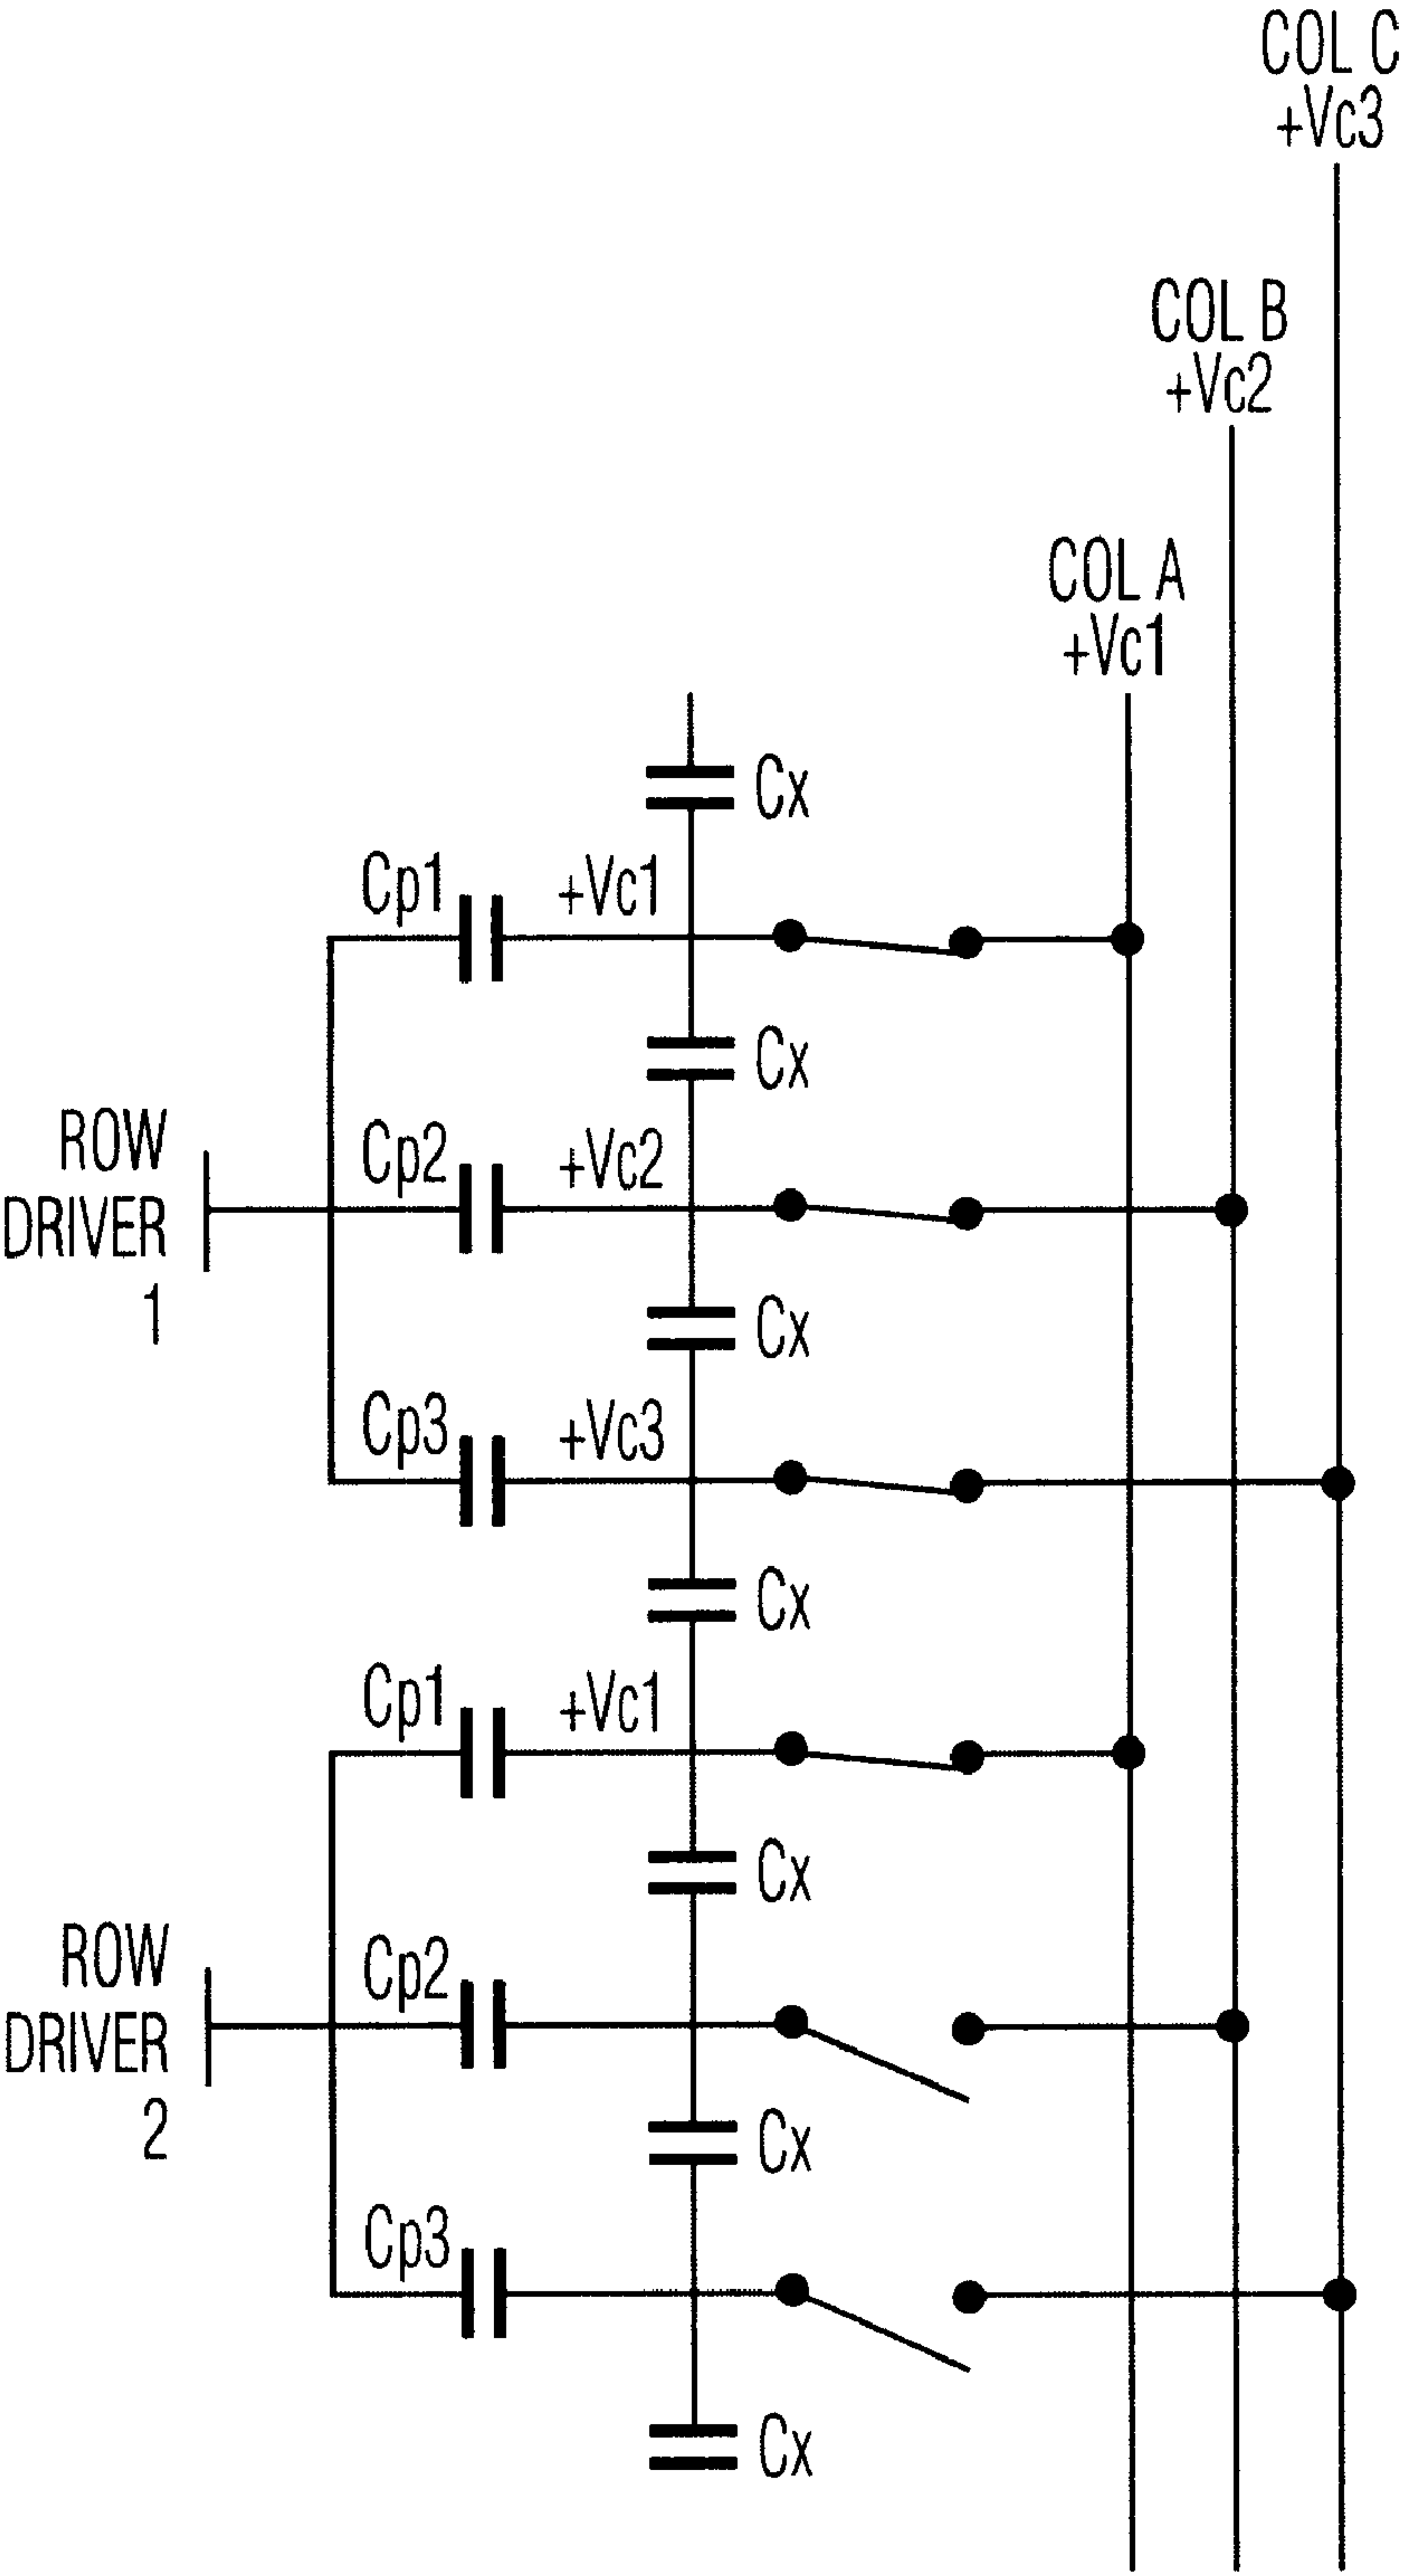 COL C
+Vc3
COL B
+Vc2
COL A
+Vc1
Cx
Cp1
+Vc1
Cx
ROW
DRIVER
1
Cp2
+Vc2
Cx
Cp3
+Vc3
Cx
Cp1
+Vc1
Cx
ROW
DRIVER
2
Cp2
Cx
Cp3
Cx